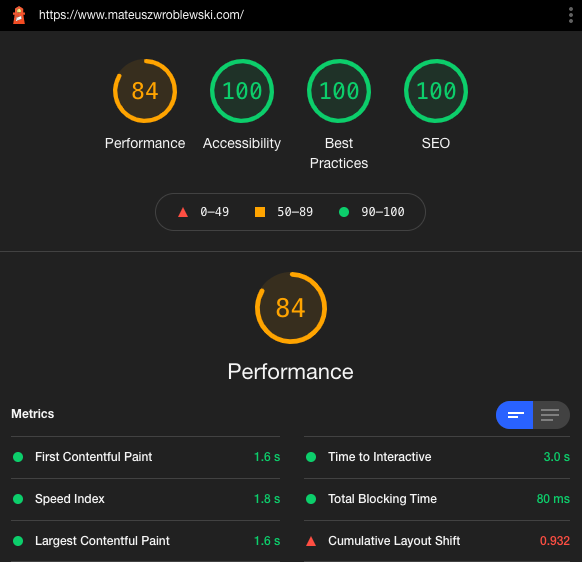 https://www.mateuszwroblewski.com/
84 100 100 100
Performance Accessibility Best Practices SEO
0–49 50–89 90–100
84
Performance
Metrics
First Contentful Paint 1.6 s
Time to Interactive 3.0 s
Speed Index 1.8 s
Total Blocking Time 80 ms
Largest Contentful Paint 1.6 s
Cumulative Layout Shift 0.932